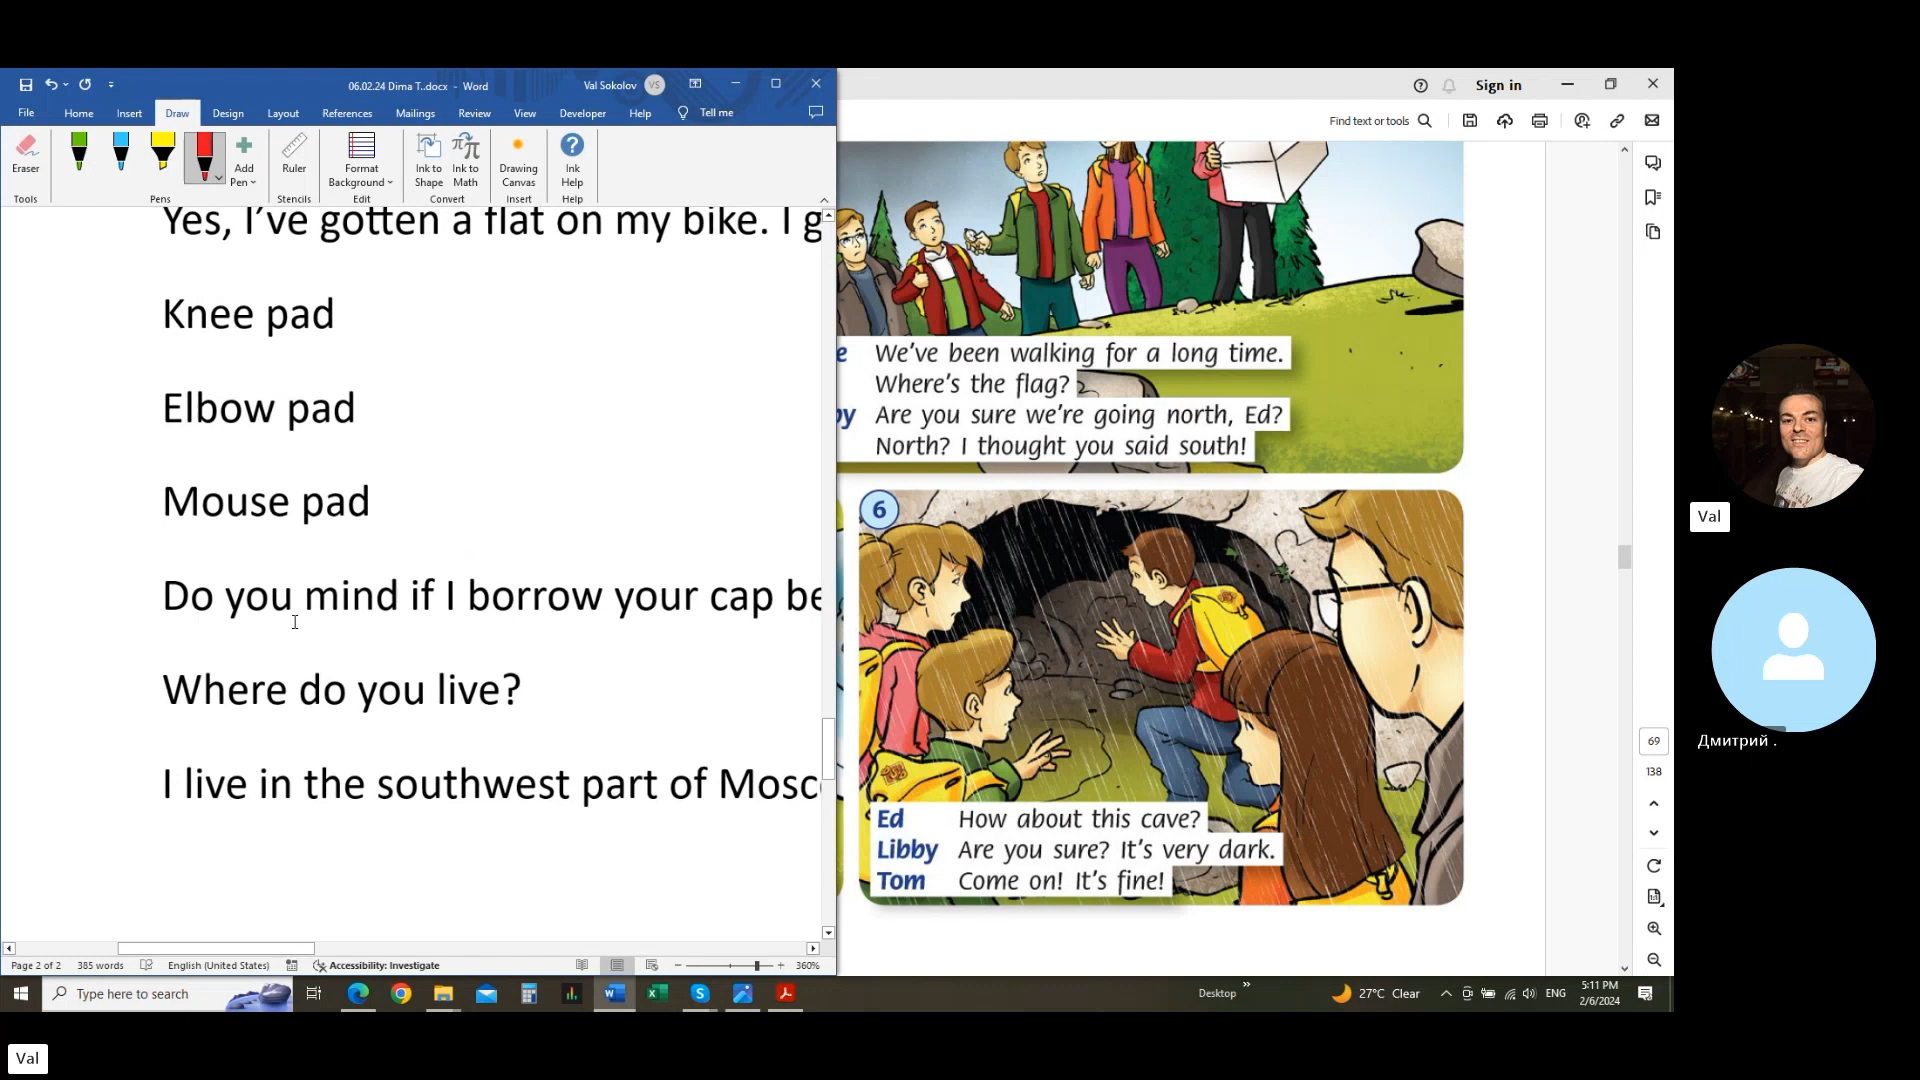 06.02.24 Dima T..docx - Word
Val Sokolov
VS
File
Home
Insert
Draw
Design
Layout
References
Mailings
Review
View
Developer
Help
Tell me
Eraser
Add
Pen
Ruler
Format
Background
Ink to
Shape
Ink to
Math
Drawing
Canvas
Ink
Help
Tools
Pens
Stencils
Edit
Convert
Insert
Help
Yes, I’ve gotten a flat on my bike. I g
Knee pad
Elbow pad
Mouse pad
Do you mind if I borrow your cap be
Where do you live?
I live in the southwest part of Mosc
Page 2 of 2
385 words
English (United States)
Accessibility: Investigate
360%
Sign in
Find text or tools
e We’ve been walking for a long time.
Where’s the flag?
by Are you sure we’re going north, Ed?
North? I thought you said south!
6
Ed How about this cave?
Libby Are you sure? It’s very dark.
Tom Come on! It’s fine!
69
138
Type here to search
Desktop
27°C Clear
ENG
5:11 PM
2/6/2024
Val
Дмитрий .
Val